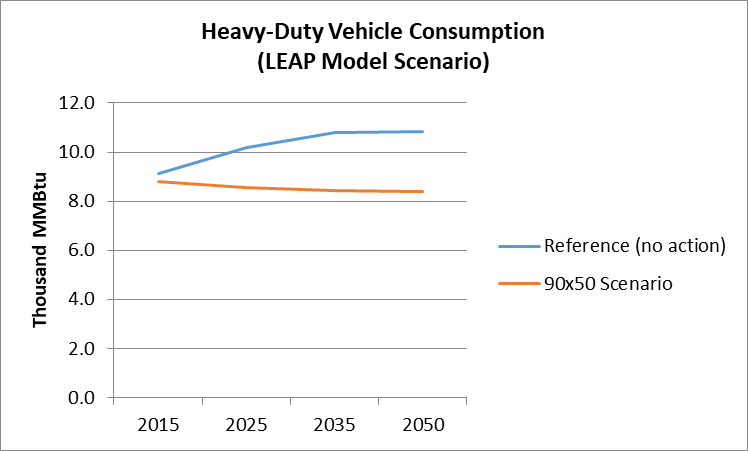 Heavy-Duty Vehicle Consumption
(LEAP Model Scenario)
Thousand MMBtu
12.0
10.0
8.0
6.0
4.0
2.0
0.0
2015 2025 2035 2050
Reference (no action)
90x50 Scenario